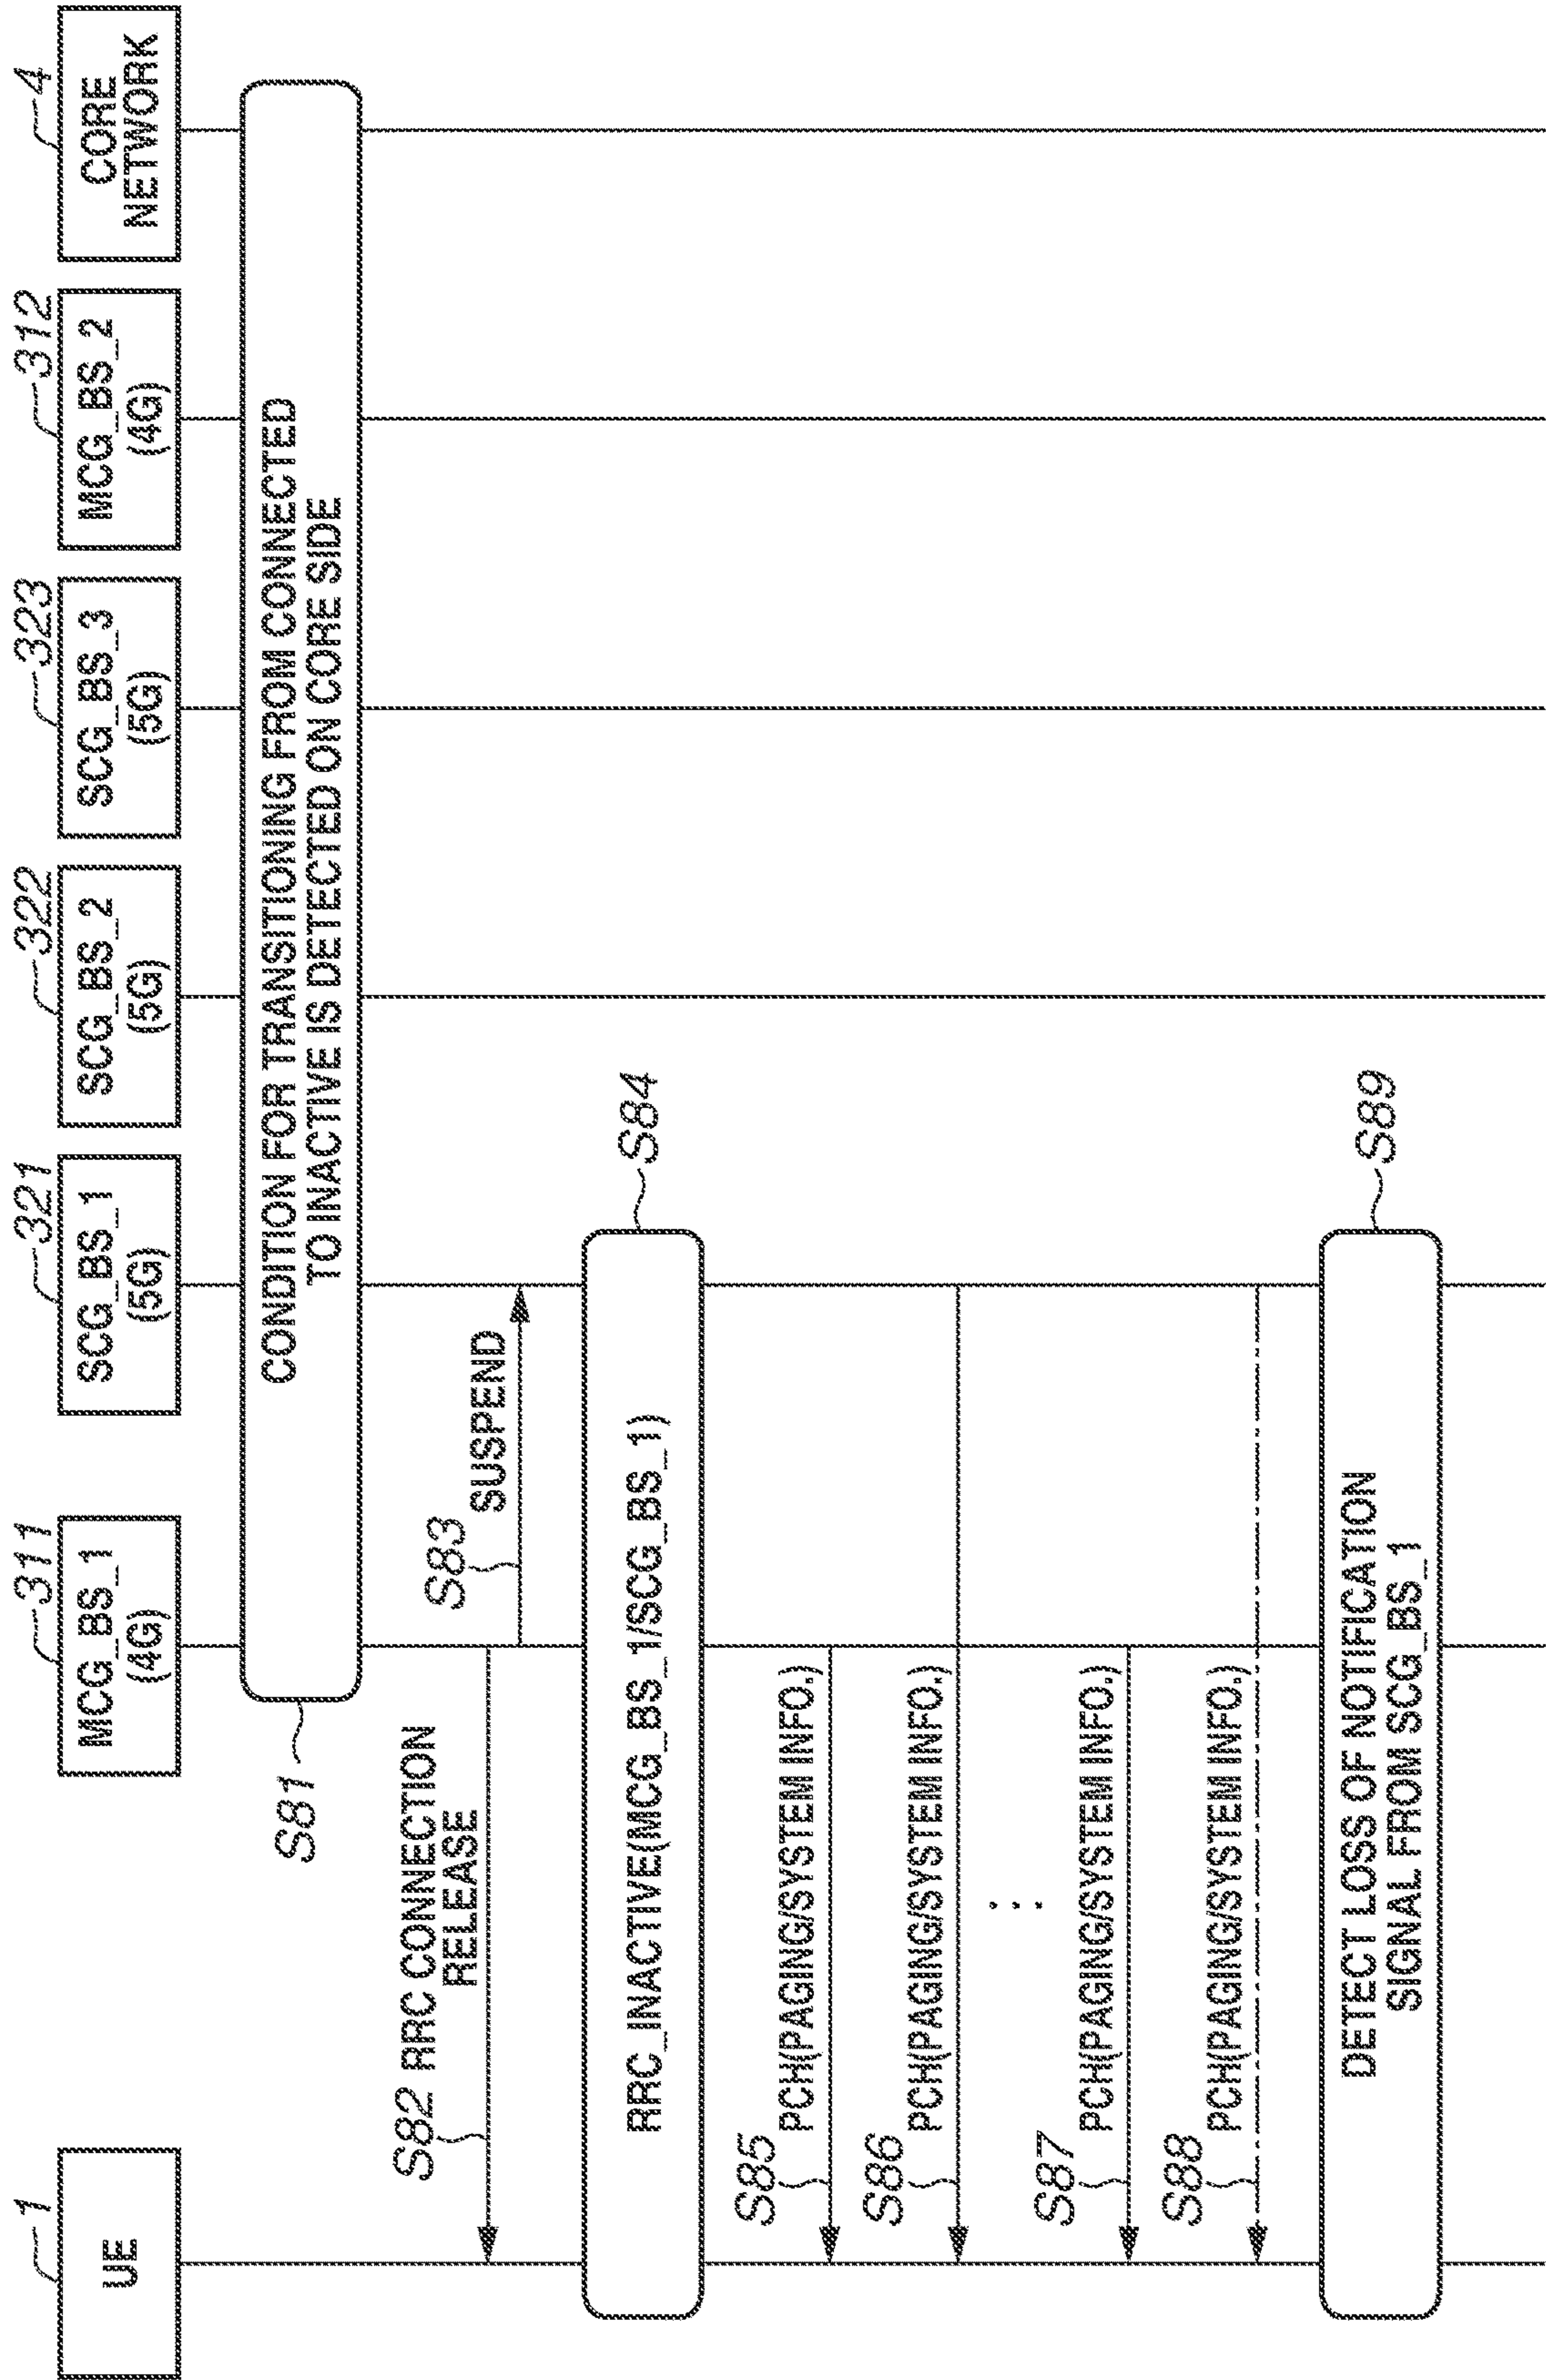 1
UE
311
MCG_BS_1
(4G)
321
SCG_BS_1
(5G)
322
SCG_BS_2
(5G)
323
SCG_BS_3
(5G)
312
MCG_BS_2
(4G)
4
CORE
NETWORK
S81
CONDITION FOR TRANSITIONING FROM CONNECTED
TO INACTIVE IS DETECTED ON CORE SIDE
S82 RRC CONNECTION
RELEASE
S83
SUSPEND
S84
RRC_INACTIVE(MCG_BS_1/SCG_BS_1)
S85
PCH(PAGING/SYSTEM INFO.)
S86
PCH(PAGING/SYSTEM INFO.)
...
S87
PCH(PAGING/SYSTEM INFO.)
S88
PCH(PAGING/SYSTEM INFO.)
S89
DETECT LOSS OF NOTIFICATION
SIGNAL FROM SCG_BS_1